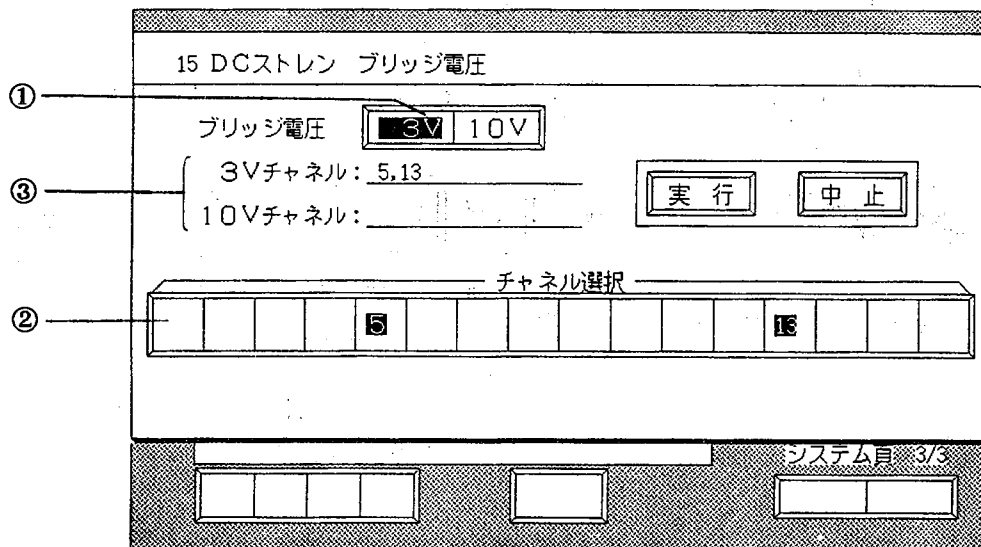 15 DCストレン ブリッジ電圧
①
ブリッジ電圧 3V 10V
③ 3Vチャネル: 5,13
10Vチャネル:
実 行 中 止
チャネル選択
② 5 13
システム頁 3/3